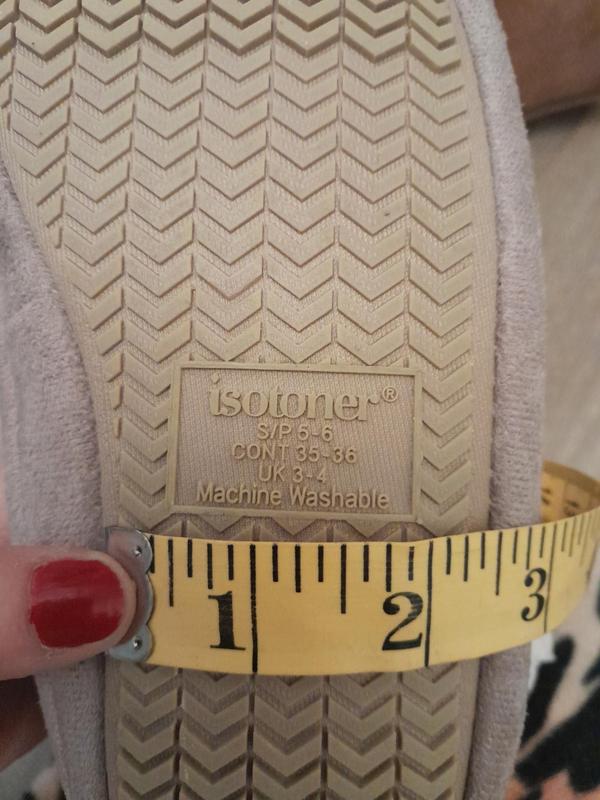 isotoner®
S/P 5-6
CONT 35-36
UK 3-4
Machine Washable
1 2 3